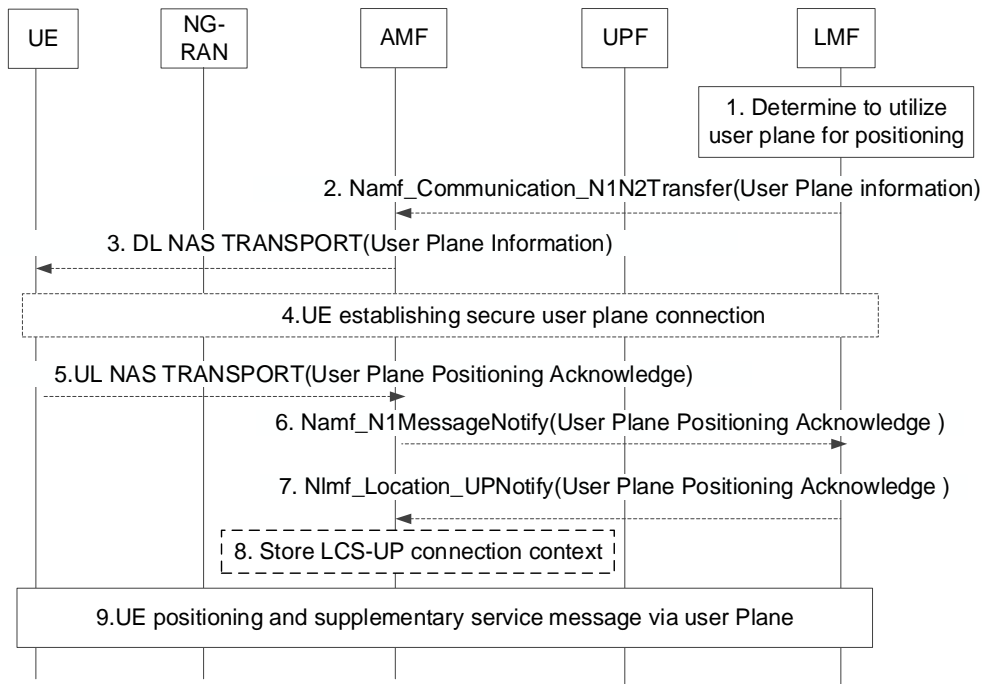 UE
NG-
RAN
AMF
UPF
LMF
1. Determine to utilize
user plane for positioning
2. Namf_Communication_N1N2Transfer(User Plane information)
3. DL NAS TRANSPORT(User Plane Information)
4.UE establishing secure user plane connection
5.UL NAS TRANSPORT(User Plane Positioning Acknowledge)
6. Namf_N1MessageNotify(User Plane Positioning Acknowledge )
7. Nlmf_Location_UPNotify(User Plane Positioning Acknowledge )
8. Store LCS-UP connection context
9.UE positioning and supplementary service message via user Plane